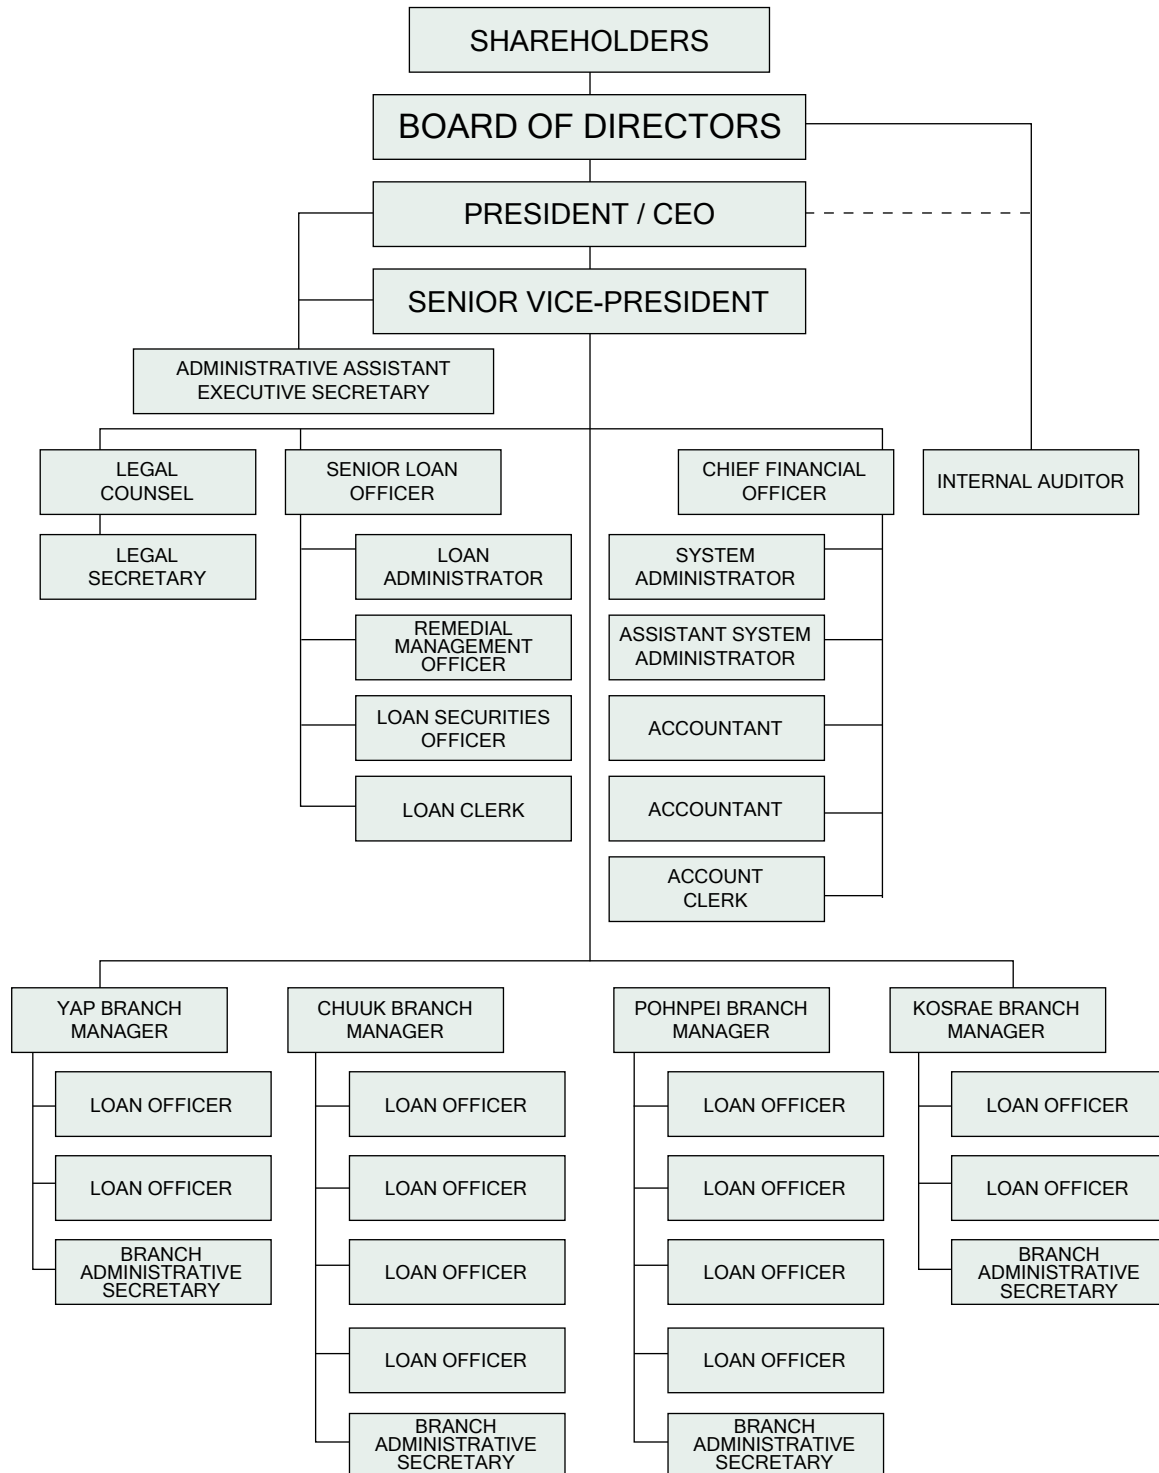 SHAREHOLDERS
BOARD OF DIRECTORS
PRESIDENT / CEO
SENIOR VICE-PRESIDENT
ADMINISTRATIVE ASSISTANT
EXECUTIVE SECRETARY
LEGAL
COUNSEL
SENIOR LOAN
OFFICER
CHIEF FINANCIAL
OFFICER
INTERNAL AUDITOR
LEGAL
SECRETARY
LOAN
ADMINISTRATOR
SYSTEM
ADMINISTRATOR
REMEDIAL
MANAGEMENT
OFFICER
ASSISTANT SYSTEM
ADMINISTRATOR
LOAN SECURITIES
OFFICER
ACCOUNTANT
LOAN CLERK
ACCOUNTANT
ACCOUNT
CLERK
YAP BRANCH
MANAGER
CHUUK BRANCH
MANAGER
POHNPEI BRANCH
MANAGER
KOSRAE BRANCH
MANAGER
LOAN OFFICER
LOAN OFFICER
LOAN OFFICER
LOAN OFFICER
LOAN OFFICER
LOAN OFFICER
LOAN OFFICER
LOAN OFFICER
BRANCH
ADMINISTRATIVE
SECRETARY
LOAN OFFICER
LOAN OFFICER
BRANCH
ADMINISTRATIVE
SECRETARY
LOAN OFFICER
LOAN OFFICER
BRANCH
ADMINISTRATIVE
SECRETARY
BRANCH
ADMINISTRATIVE
SECRETARY